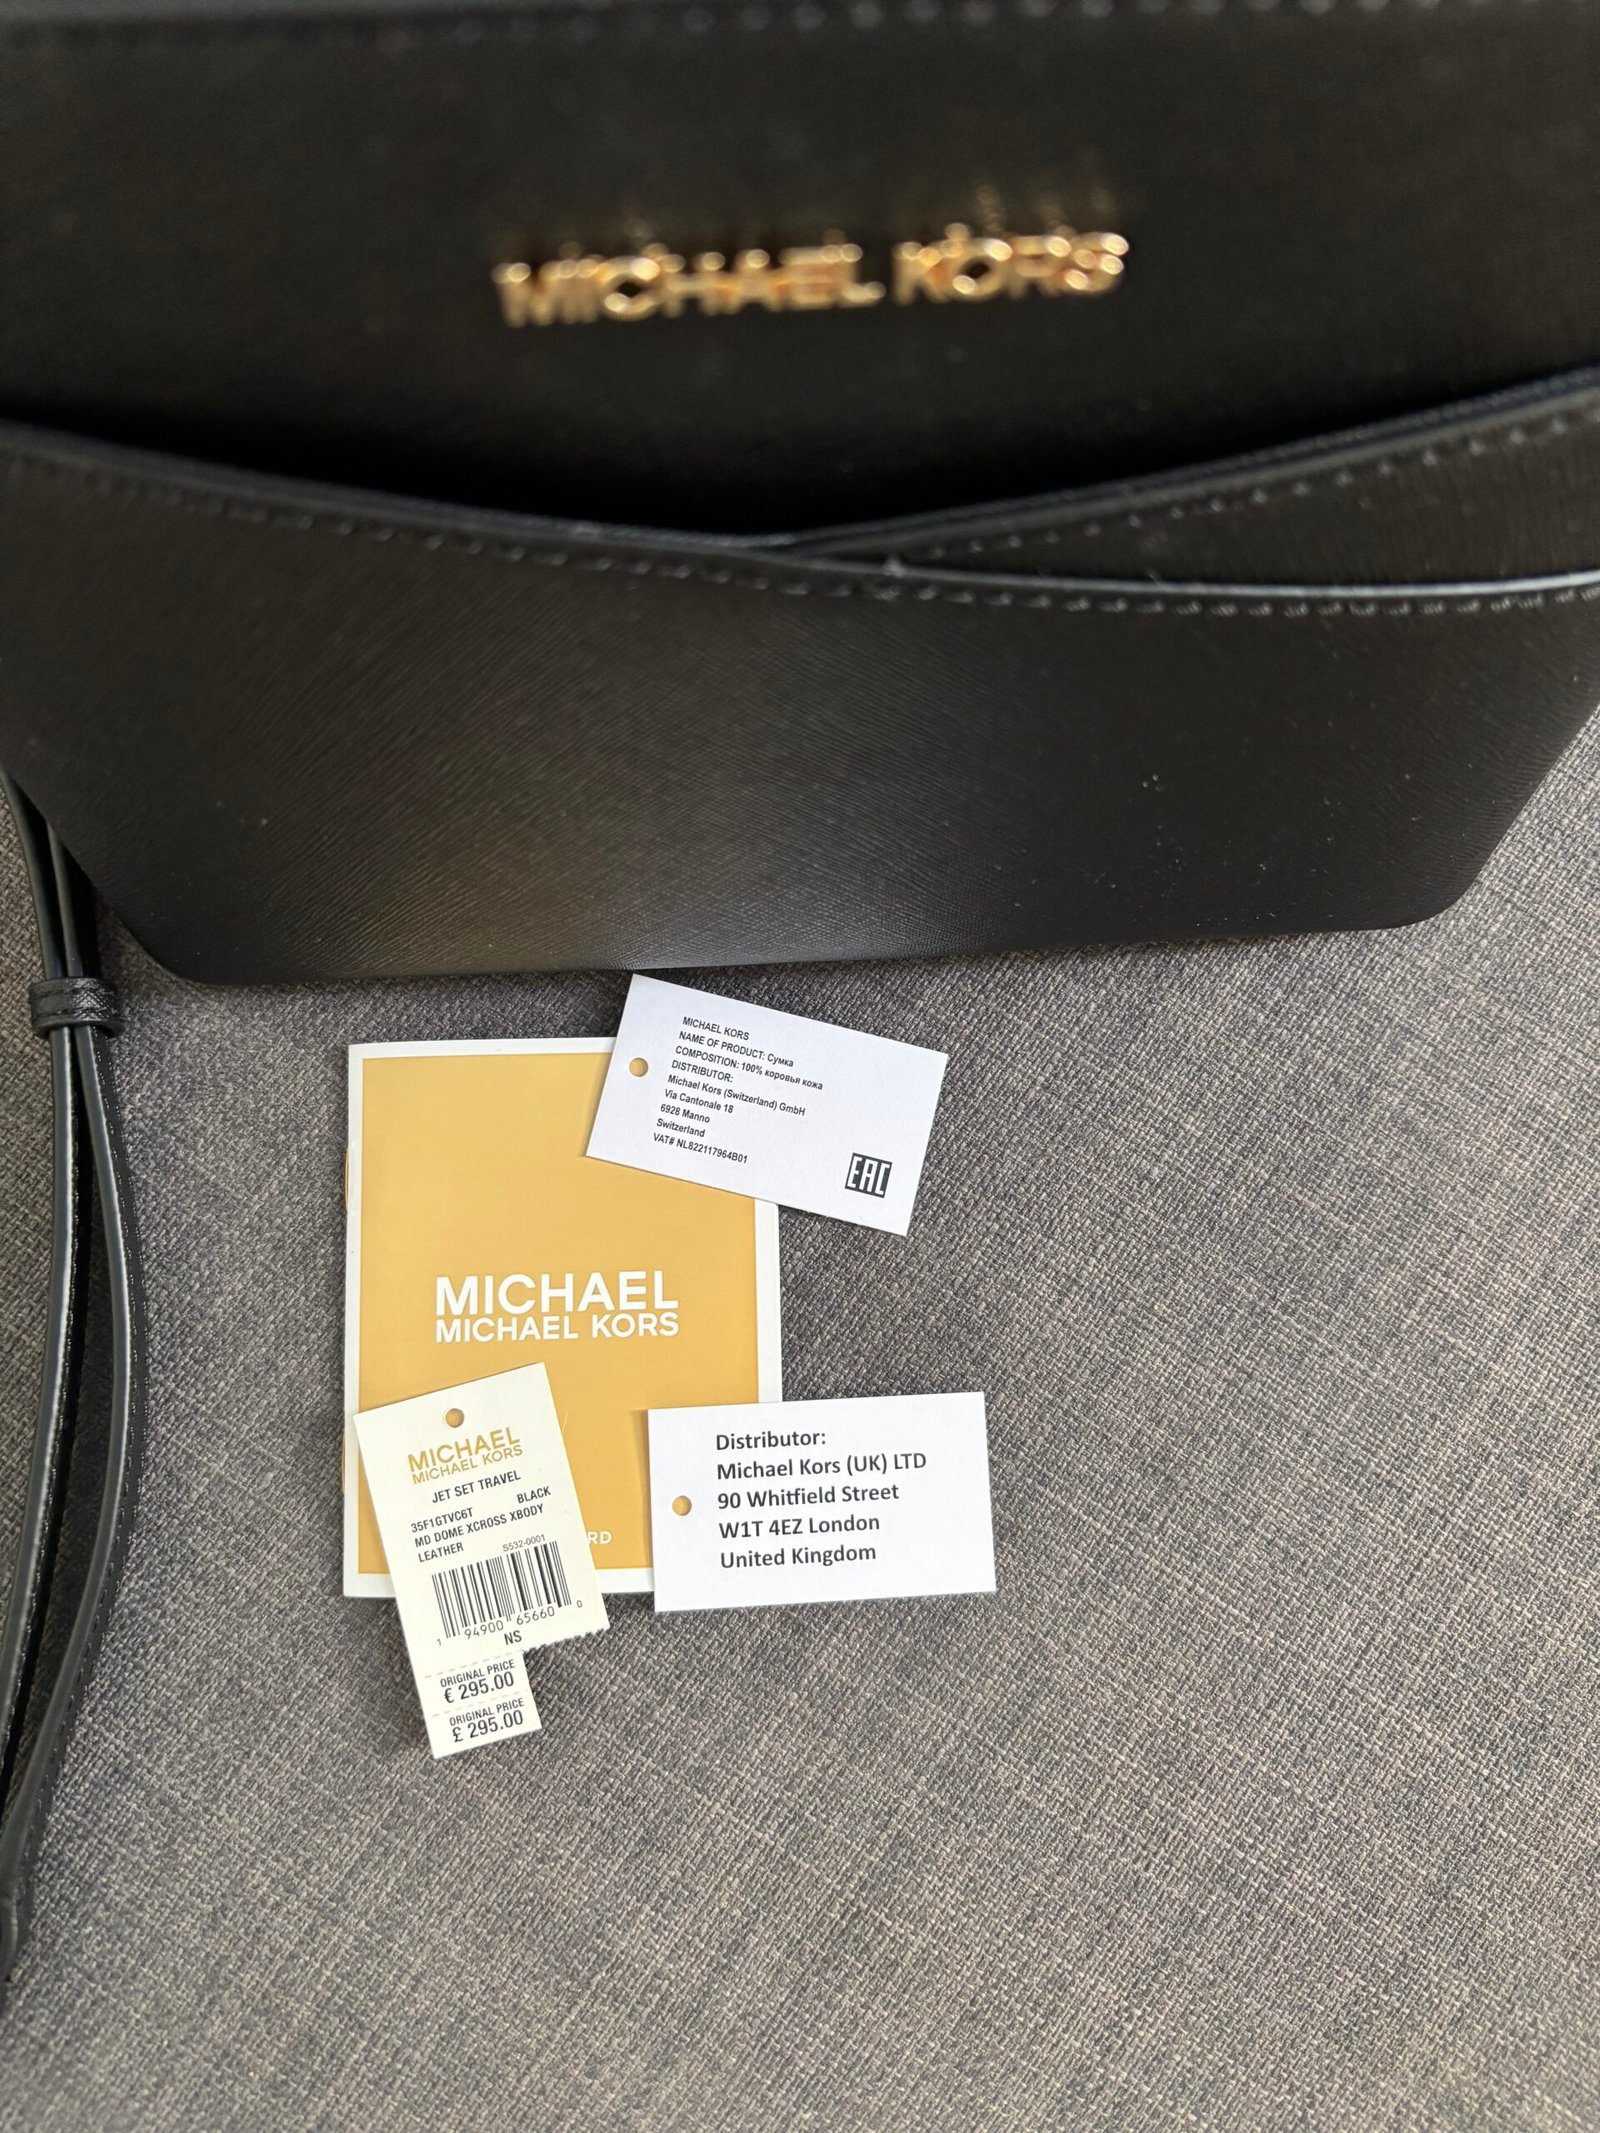 MICHAEL KORS
MICHAEL KORS
NAME OF PRODUCT: Сумка
COMPOSITION: 100% коровья кожа
DISTRIBUTOR:
Michael Kors (Switzerland) GmbH
Via Cantonale 18
6928 Manno
Switzerland
VAT# NL822117964B01
EAC
MICHAEL
MICHAEL KORS
RD
MICHAEL
MICHAEL KORS
JET SET TRAVEL
35F1GTVC6T BLACK
MD DOME XCROSS XBODY
LEATHER S532-0001
1 94900 65660 0
NS
ORIGINAL PRICE
€ 295.00
ORIGINAL PRICE
£ 295.00
Distributor:
Michael Kors (UK) LTD
90 Whitfield Street
W1T 4EZ London
United Kingdom